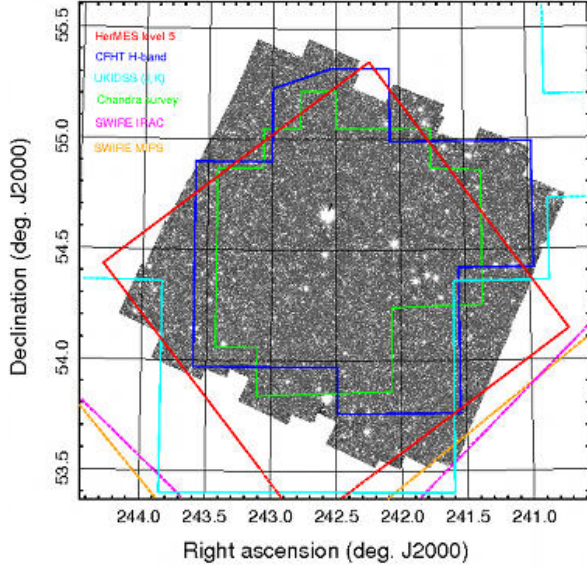 HerMES level 5
CFHT H-band
UKIDSS (J,K)
Chandra survey
SWIRE IRAC
SWIRE MIPS
55.5
55.0
54.5
54.0
53.5
Declination (deg. J2000)
244.0 243.5 243.0 242.5 242.0 241.5 241.0
Right ascension (deg. J2000)